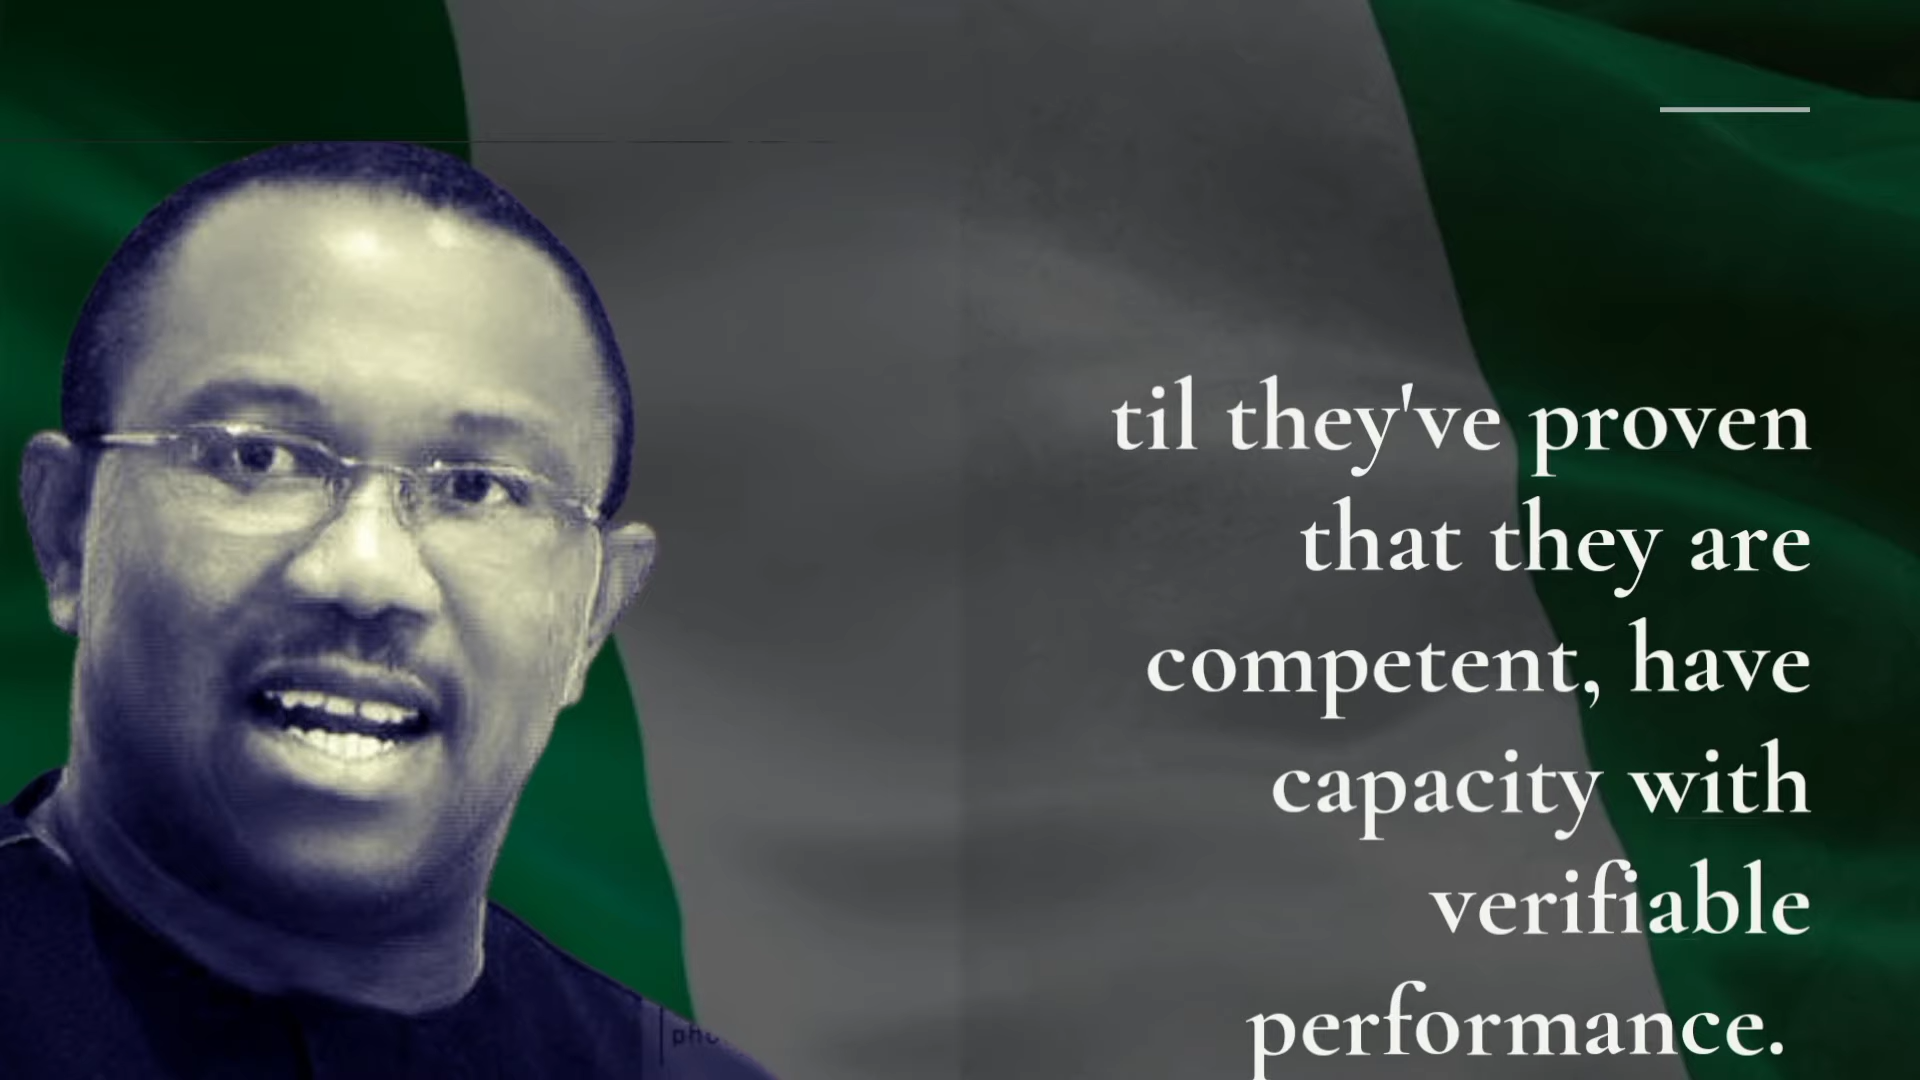 til they've proven
that they are
competent, have
capacity with
verifiable
performance.